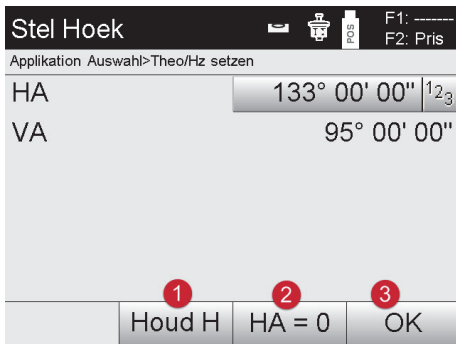 Stel Hoek
POS
F1: -------
F2: Pris
Applikation Auswahl>Theo/Hz setzen
HA 133° 00' 00" 123
VA 95° 00' 00"
1 2 3
Houd H HA = 0 OK